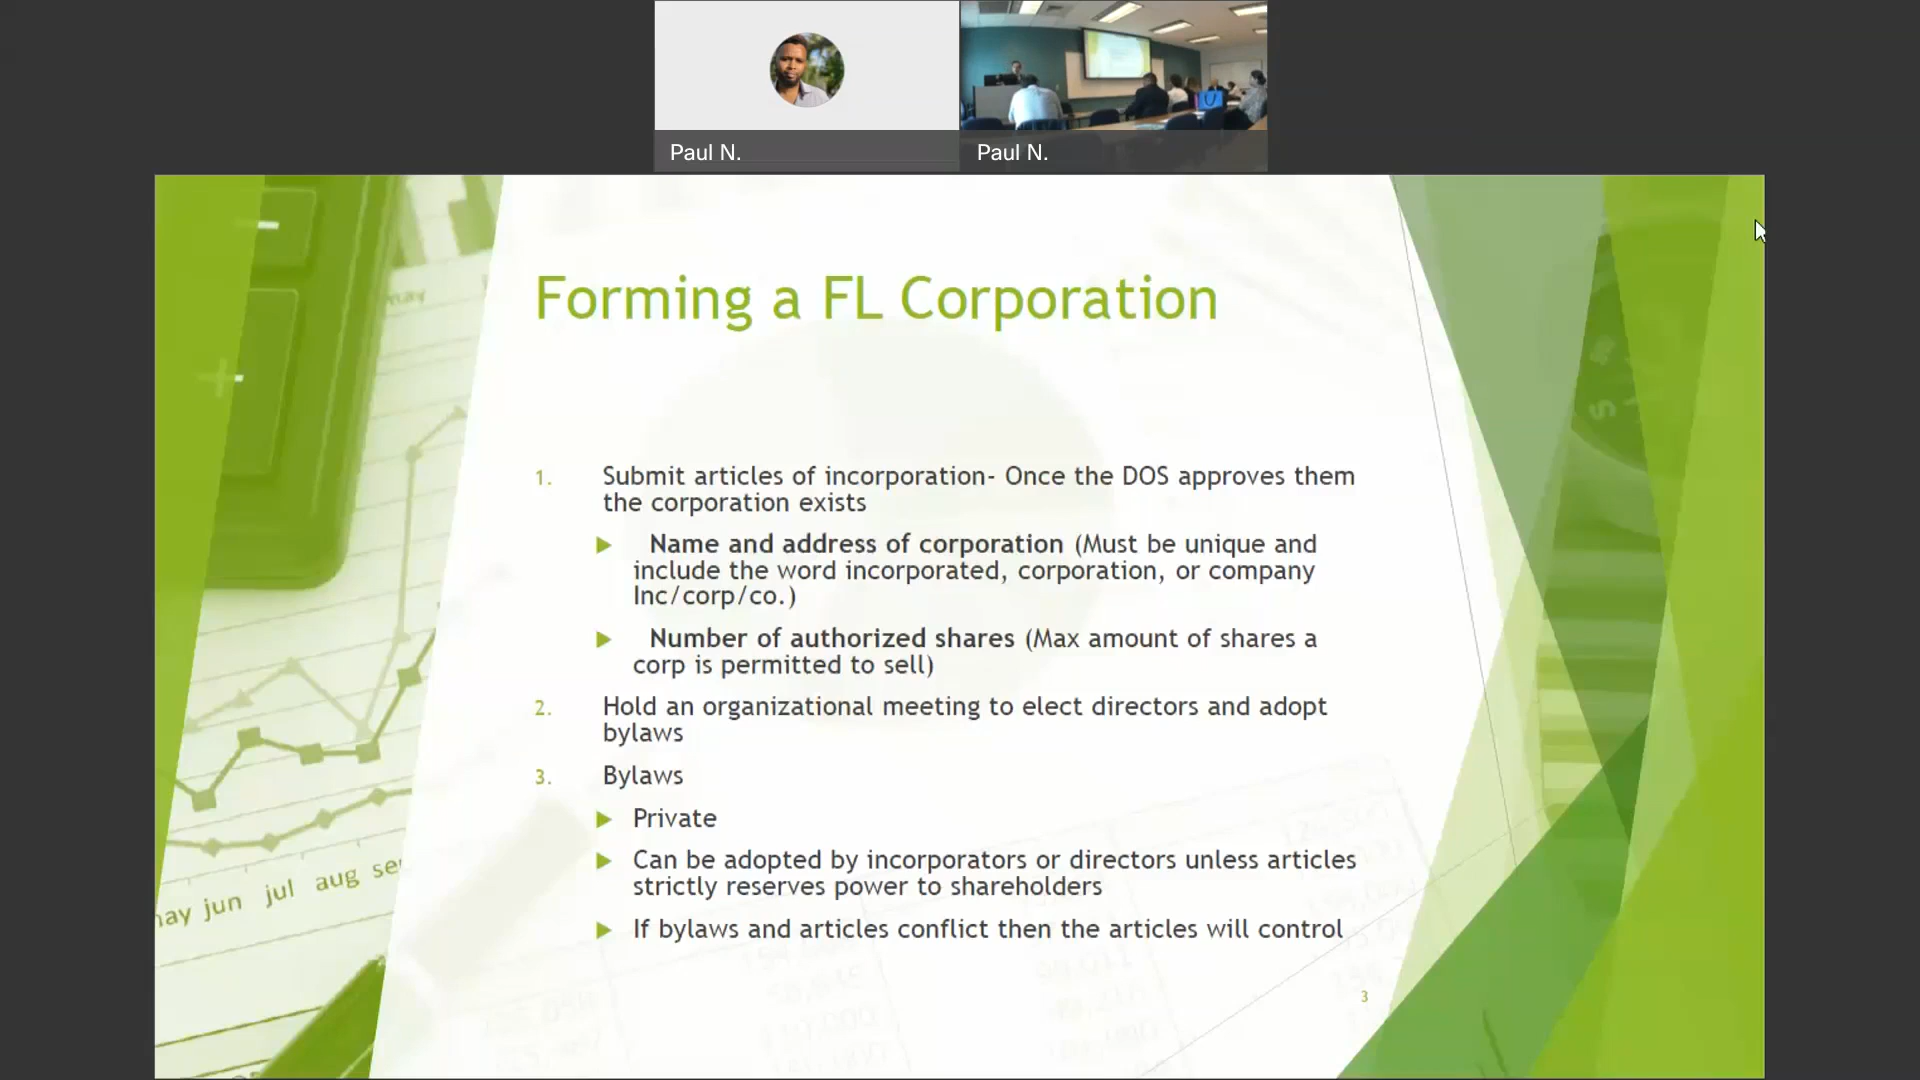 Paul N.
Paul N.
Forming a FL Corporation
1. Submit articles of incorporation- Once the DOS approves them
the corporation exists
Name and address of corporation (Must be unique and
include the word incorporated, corporation, or company
Inc/corp/co.)
Number of authorized shares (Max amount of shares a
corp is permitted to sell)
2. Hold an organizational meeting to elect directors and adopt
bylaws
3. Bylaws
Private
Can be adopted by incorporators or directors unless articles
strictly reserves power to shareholders
If bylaws and articles conflict then the articles will control
may
jun jul aug
3